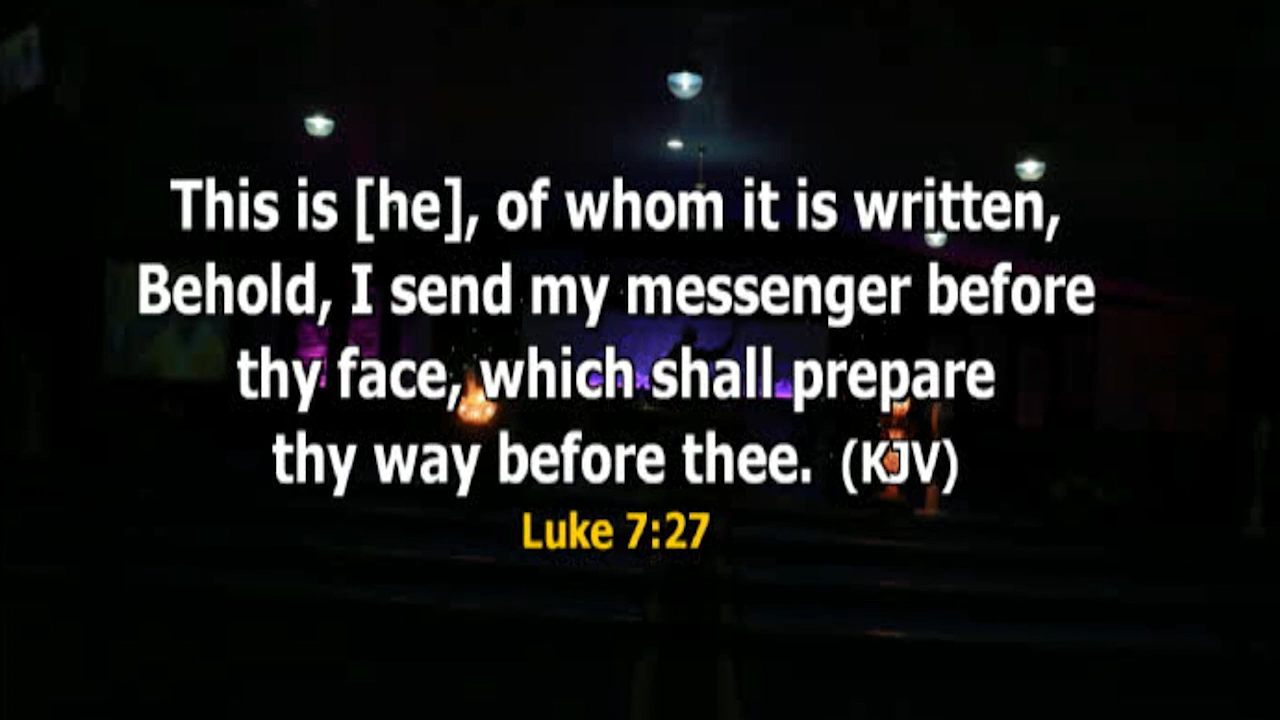 This is [he], of whom it is written,
Behold, I send my messenger before
thy face, which shall prepare
thy way before thee. (KJV)
Luke 7:27